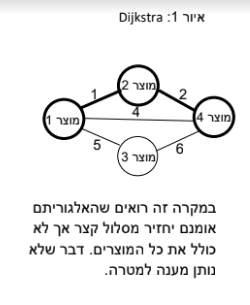 איור 1: Dijkstra
מוצר 2
1
2
מוצר 1
4
מוצר 4
5
6
מוצר 3
במקרה זה רואים שהאלגוריתם
אומנם יחזיר מסלול קצר אך לא
כולל את כל המוצרים. דבר שלא
נותן מענה למטרה.